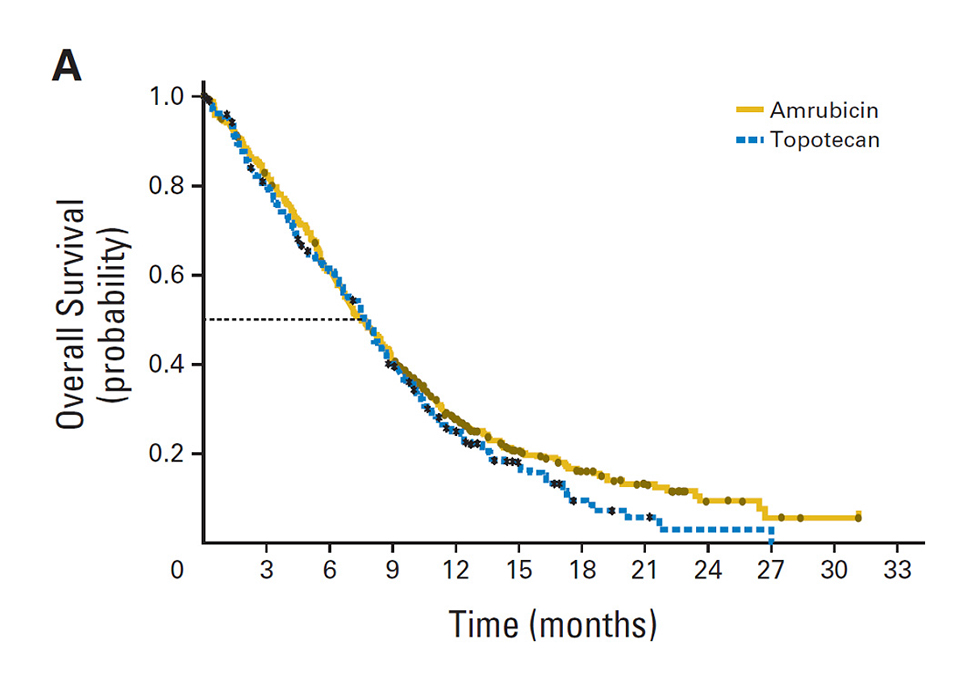 A
Amrubicin
Topotecan
Overall Survival
(probability)
1.0
0.8
0.6
0.4
0.2
0 3 6 9 12 15 18 21 24 27 30 33
Time (months)